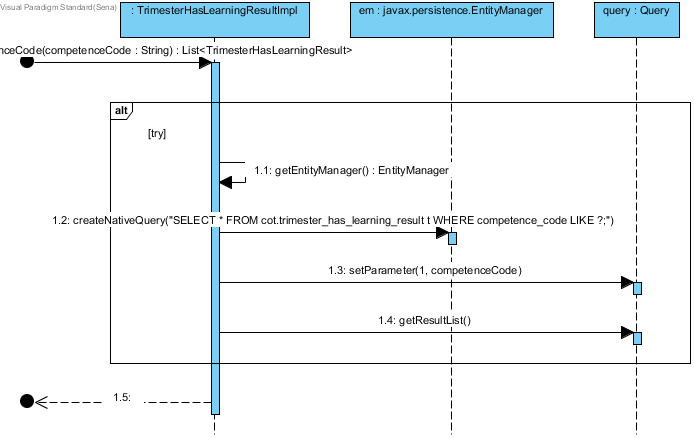 Visual Paradigm Standard(Sena)
: TrimesterHasLearningResultImpl
em : javax.persistence.EntityManager
query : Query
nceCode(competenceCode : String) : List<TrimesterHasLearningResult>
alt
[try]
1.1: getEntityManager() : EntityManager
1.2: createNativeQuery("SELECT * FROM cot.trimester_has_learning_result t WHERE competence_code LIKE ?;")
1.3: setParameter(1, competenceCode)
1.4: getResultList()
1.5: